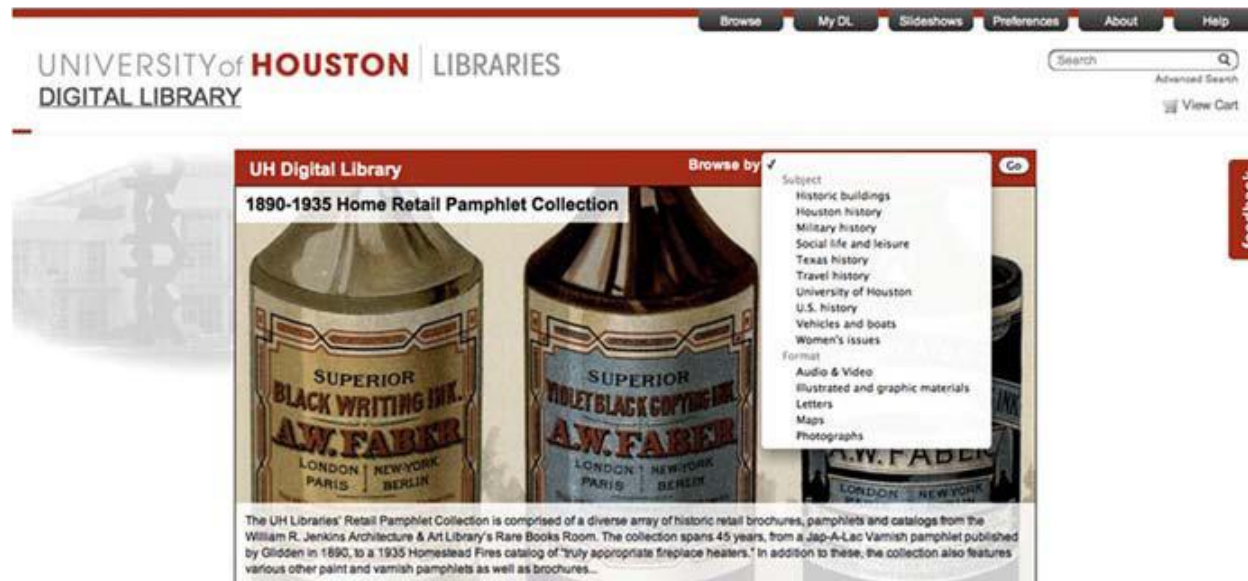 Browse My DL Slideshows Preferences About Help
UNIVERSITYof HOUSTON | LIBRARIES
DIGITAL LIBRARY
Search
Advanced Search
View Cart
feedback
UH Digital Library
Browse by ✓ Go
Subject
Historic buildings
Houston history
Military history
Social life and leisure
Texas history
Travel history
University of Houston
U.S. history
Vehicles and boats
Women's issues
Format
Audio & Video
Illustrated and graphic materials
Letters
Maps
Photographs
1890-1935 Home Retail Pamphlet Collection
SUPERIOR
BLACK WRITING INK.
A.W. FABER
LONDON NEW-YORK
PARIS BERLIN
SUPERIOR
VIOLET BLACK COPYING INK
A.W. FABER
LONDON NEW-YORK
PARIS BERLIN
INK
A.W. FABER
LONDON NEW YORK
The UH Libraries' Retail Pamphlet Collection is comprised of a diverse array of historic retail brochures, pamphlets and catalogs from the
William R. Jenkins Architecture & Art Library's Rare Books Room. The collection spans 45 years, from a Jap-A-Lac Varnish pamphlet published
by Glidden in 1890, to a 1935 Homestead Fires catalog of "truly appropriate fireplace heaters." In addition to these, the collection also features
various other paint and varnish pamphlets as well as brochures...